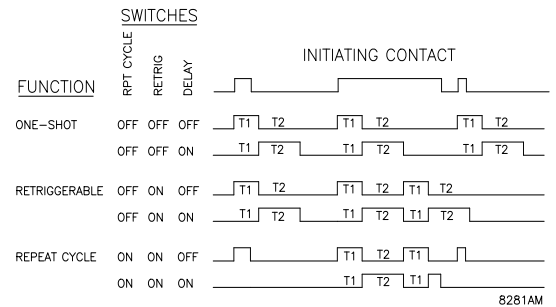 SWITCHES
FUNCTION RPT CYCLE RETRIG DELAY INITIATING CONTACT
ONE-SHOT OFF OFF OFF T1 T2 T1 T2 T1 T2
OFF OFF ON T1 T2 T1 T2 T1 T2
RETRIGGERABLE OFF ON OFF T1 T2 T1 T2 T1 T2
OFF ON ON T1 T2 T1 T2 T1 T2
REPEAT CYCLE ON ON OFF T1 T2 T1
ON ON ON T1 T2 T1
8281AM